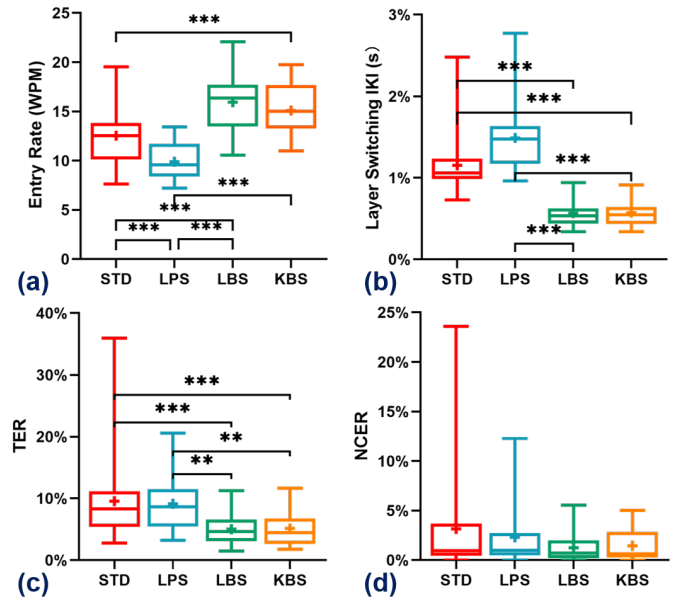 Entry Rate (WPM)
25
20
15
10
5
0
***
***
***
***
***
STD LPS LBS KBS
(a)
Layer Switching IKI (s)
3%
2%
1%
0%
***
***
***
***
STD LPS LBS KBS
(b)
TER
40%
30%
20%
10%
0%
***
***
**
**
STD LPS LBS KBS
(c)
NCER
25%
20%
15%
10%
5%
0%
STD LPS LBS KBS
(d)